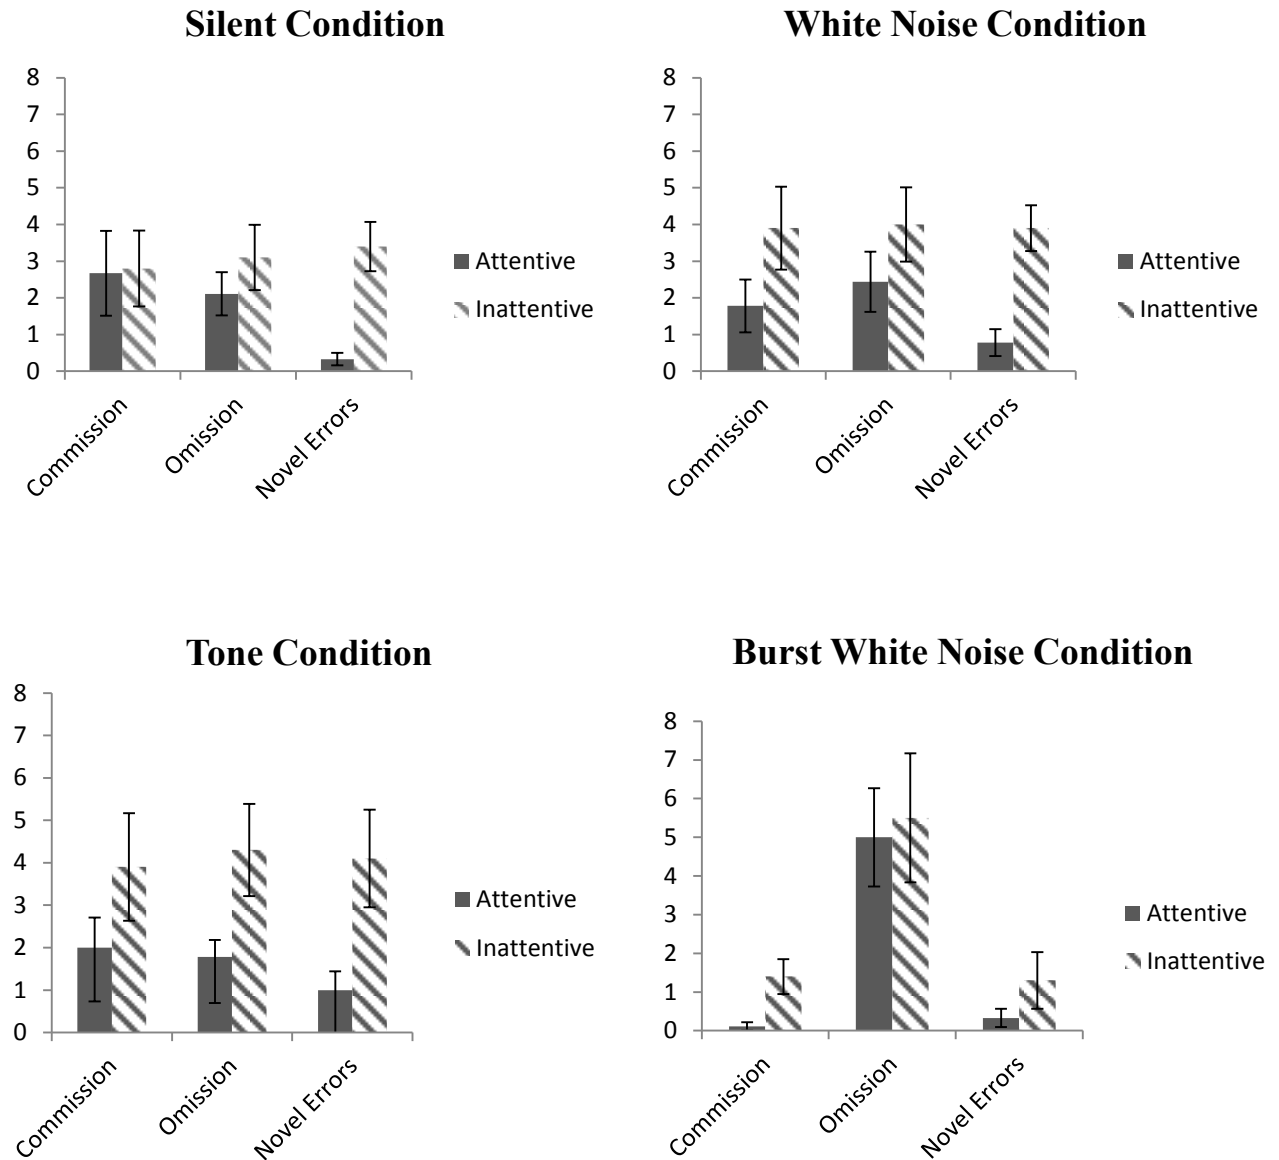 Silent Condition
8
7
6
5
4
3
2
1
0
Commission
Omission
Novel Errors
Attentive
Inattentive
White Noise Condition
8
7
6
5
4
3
2
1
0
Commission
Omission
Novel Errors
Attentive
Inattentive
Tone Condition
8
7
6
5
4
3
2
1
0
Commission
Omission
Novel Errors
Attentive
Inattentive
Burst White Noise Condition
8
7
6
5
4
3
2
1
0
Commission
Omission
Novel Errors
Attentive
Inattentive